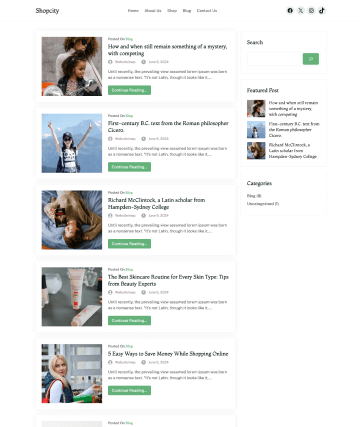 Shopcity
Home About Us Shop Blog Contact Us
Posted On Blog
How and when still remain something of a mystery,
with competing
June 5, 2024
Until recently, the prevailing view assumed lorem ipsum was born
as a nonsense text. "It's not Latin, though it looks like it....
Continue Reading...
Posted On Blog
First-century B.C. text from the Roman philosopher
Cicero.
June 5, 2024
Until recently, the prevailing view assumed lorem ipsum was born
as a nonsense text. "It's not Latin, though it looks like it....
Continue Reading...
Posted On Blog
Richard McClintock, a Latin scholar from
Hampden-Sydney College
June 5, 2024
Until recently, the prevailing view assumed lorem ipsum was born
as a nonsense text. "It's not Latin, though it looks like it....
Continue Reading...
Posted On Blog
The Best Skincare Routine for Every Skin Type: Tips
from Beauty Experts
June 5, 2024
Until recently, the prevailing view assumed lorem ipsum was born
as a nonsense text. "It's not Latin, though it looks like it....
Continue Reading...
Posted On Blog
5 Easy Ways to Save Money While Shopping Online
June 5, 2024
Until recently, the prevailing view assumed lorem ipsum was born
as a nonsense text. "It's not Latin, though it looks like it....
Continue Reading...
Posted On Blog
Search
Featured Post
How and when still remain
something of a mystery,
with competing
First-century B.C. text
from the Roman
philosopher Cicero.
Richard McClintock, a
Latin scholar from
Hampden-Sydney College
Categories
Blog (8)
Uncategorized (1)